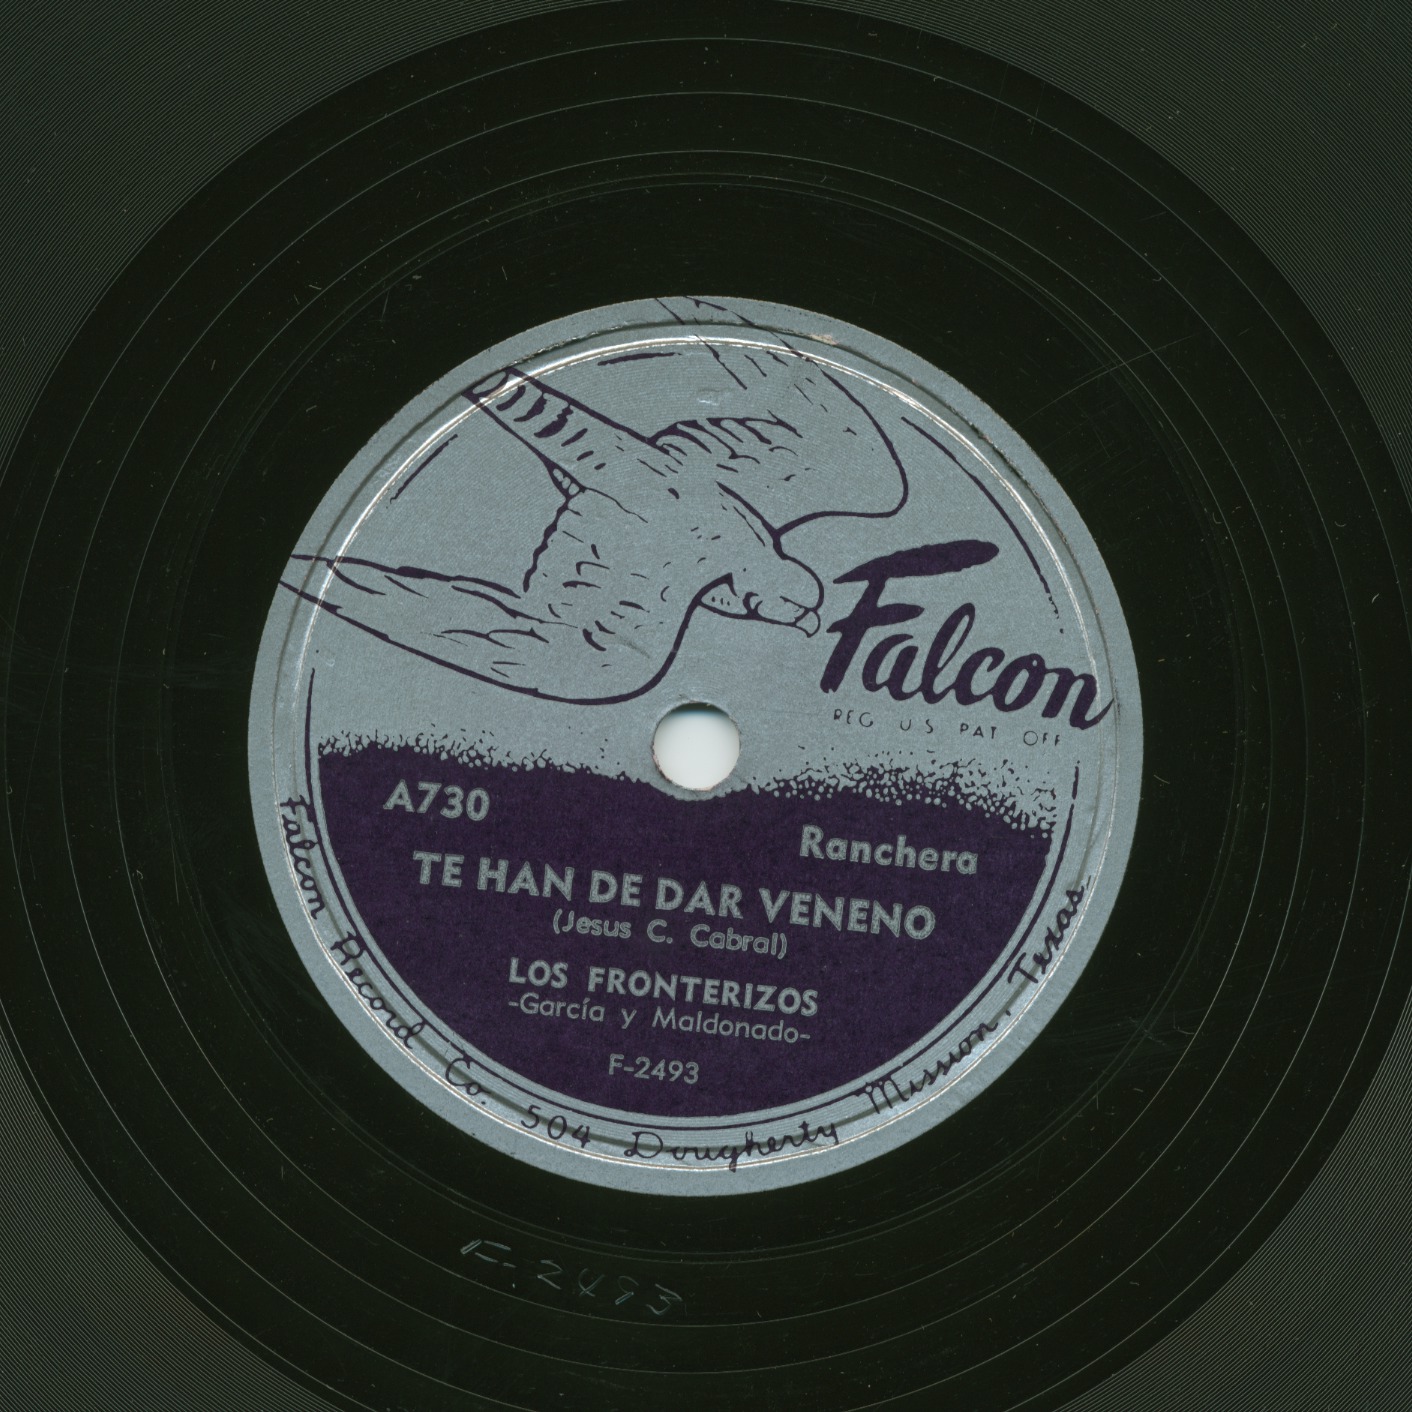 Falcon
REG U S PAT OFF
A730
Ranchera
TE HAN DE DAR VENENO
(Jesus C. Cabral)
LOS FRONTERIZOS
-García y Maldonado-
F-2493
Falcon Record Co. 504 Dougherty Mission, Texas
F-2493